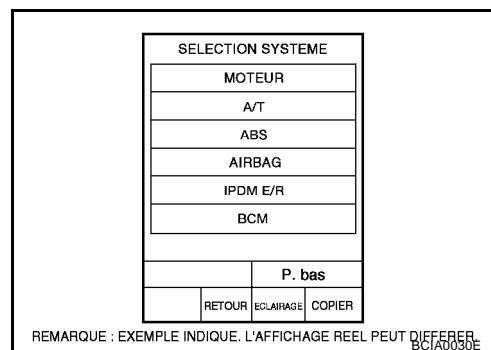 SELECTION SYSTEME
MOTEUR
A/T
ABS
AIRBAG
IPDM E/R
BCM
P. bas
RETOUR ECLAIRAGE COPIER
REMARQUE : EXEMPLE INDIQUE. L'AFFICHAGE REEL PEUT DIFFERER.
BCIA0030E